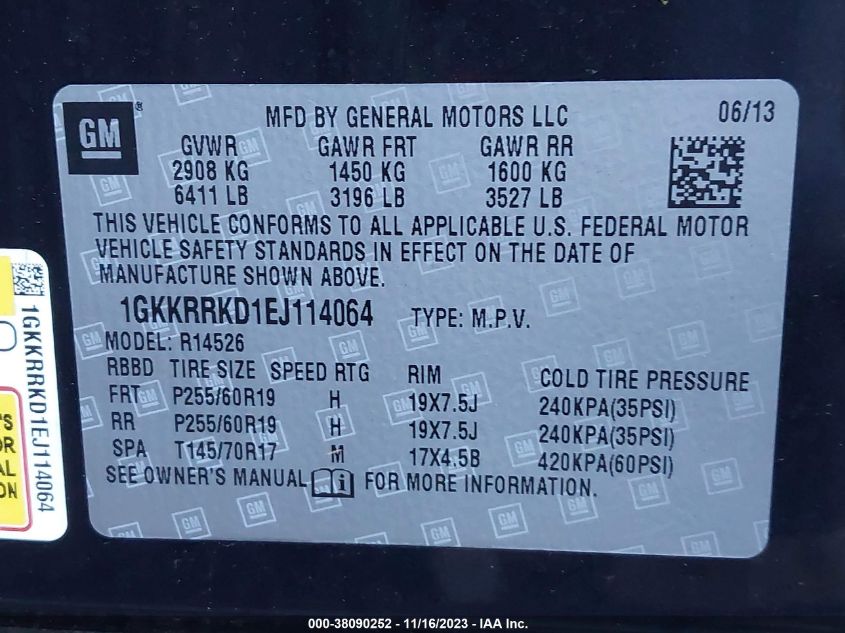 GM
®
MFD BY GENERAL MOTORS LLC 06/13
GVWR GAWR FRT GAWR RR
2908 KG 1450 KG 1600 KG
6411 LB 3196 LB 3527 LB
THIS VEHICLE CONFORMS TO ALL APPLICABLE U.S. FEDERAL MOTOR
VEHICLE SAFETY STANDARDS IN EFFECT ON THE DATE OF
MANUFACTURE SHOWN ABOVE.
1GKKRRKD1EJ114064 TYPE: M.P.V.
MODEL: R14526
RBBD TIRE SIZE SPEED RTG RIM COLD TIRE PRESSURE
FRT P255/60R19 H 19X7.5J 240KPA(35PSI)
RR P255/60R19 H 19X7.5J 240KPA(35PSI)
SPA T145/70R17 M 17X4.5B 420KPA(60PSI)
SEE OWNER'S MANUAL i FOR MORE INFORMATION.
1GKKRRKD1EJ114064
000-38090252 - 11/16/2023 - IAA Inc.